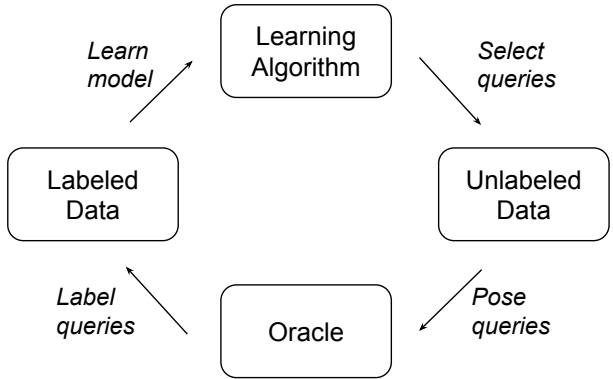 Learn
model
Learning
Algorithm
Select
queries
Labeled
Data
Unlabeled
Data
Label
queries
Oracle
Pose
queries